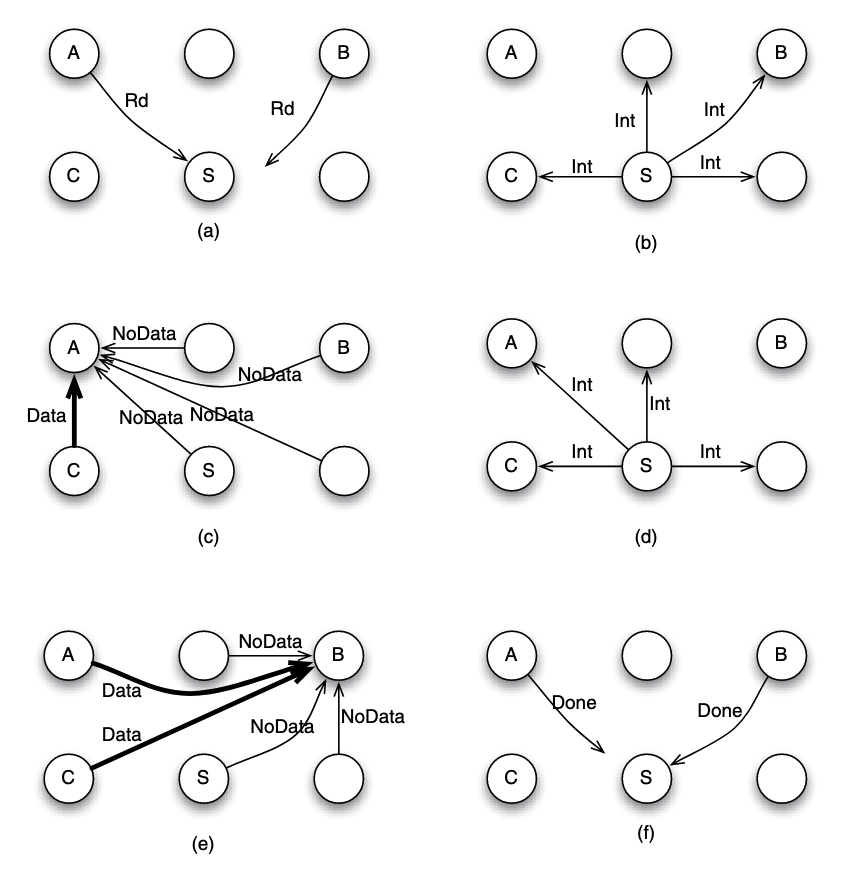 A
B
Rd
Rd
C
S
(a)
A
B
Int
Int
C
Int
S
Int
(b)
NoData
A
B
NoData
Data
NoData
NoData
C
S
(c)
A
B
Int
Int
C
Int
S
Int
(d)
A
NoData
B
Data
Data
NoData
NoData
C
S
(e)
A
B
Done
Done
C
S
(f)